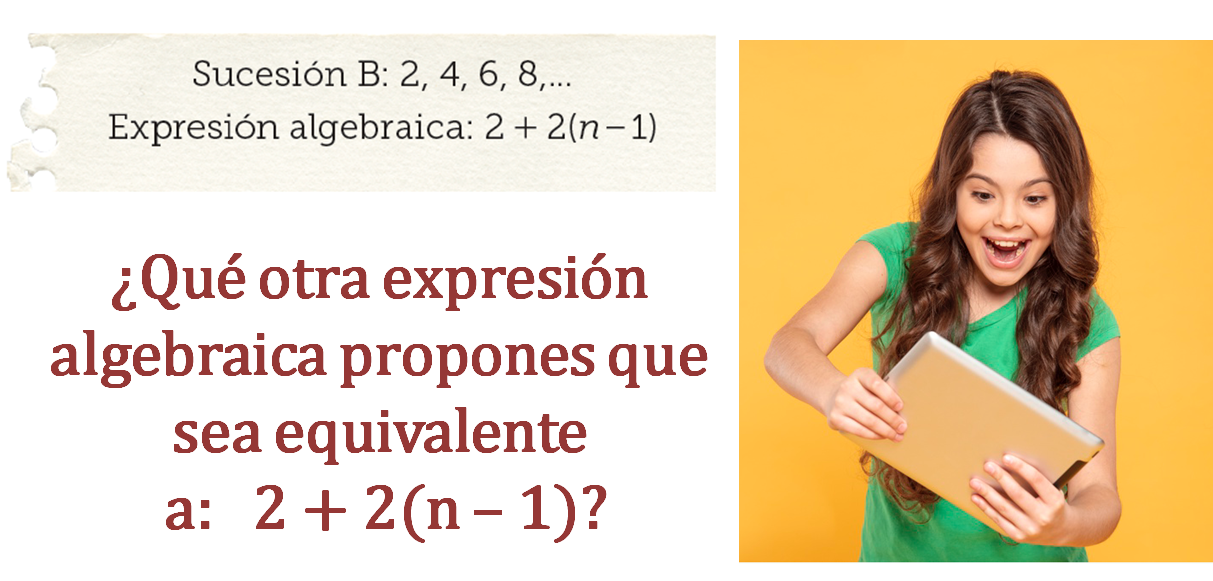 Sucesión B: 2, 4, 6, 8,...
Expresión algebraica: 2 + 2(n – 1)
¿Qué otra expresión
algebraica propones que
sea equivalente
a: 2 + 2(n – 1)?